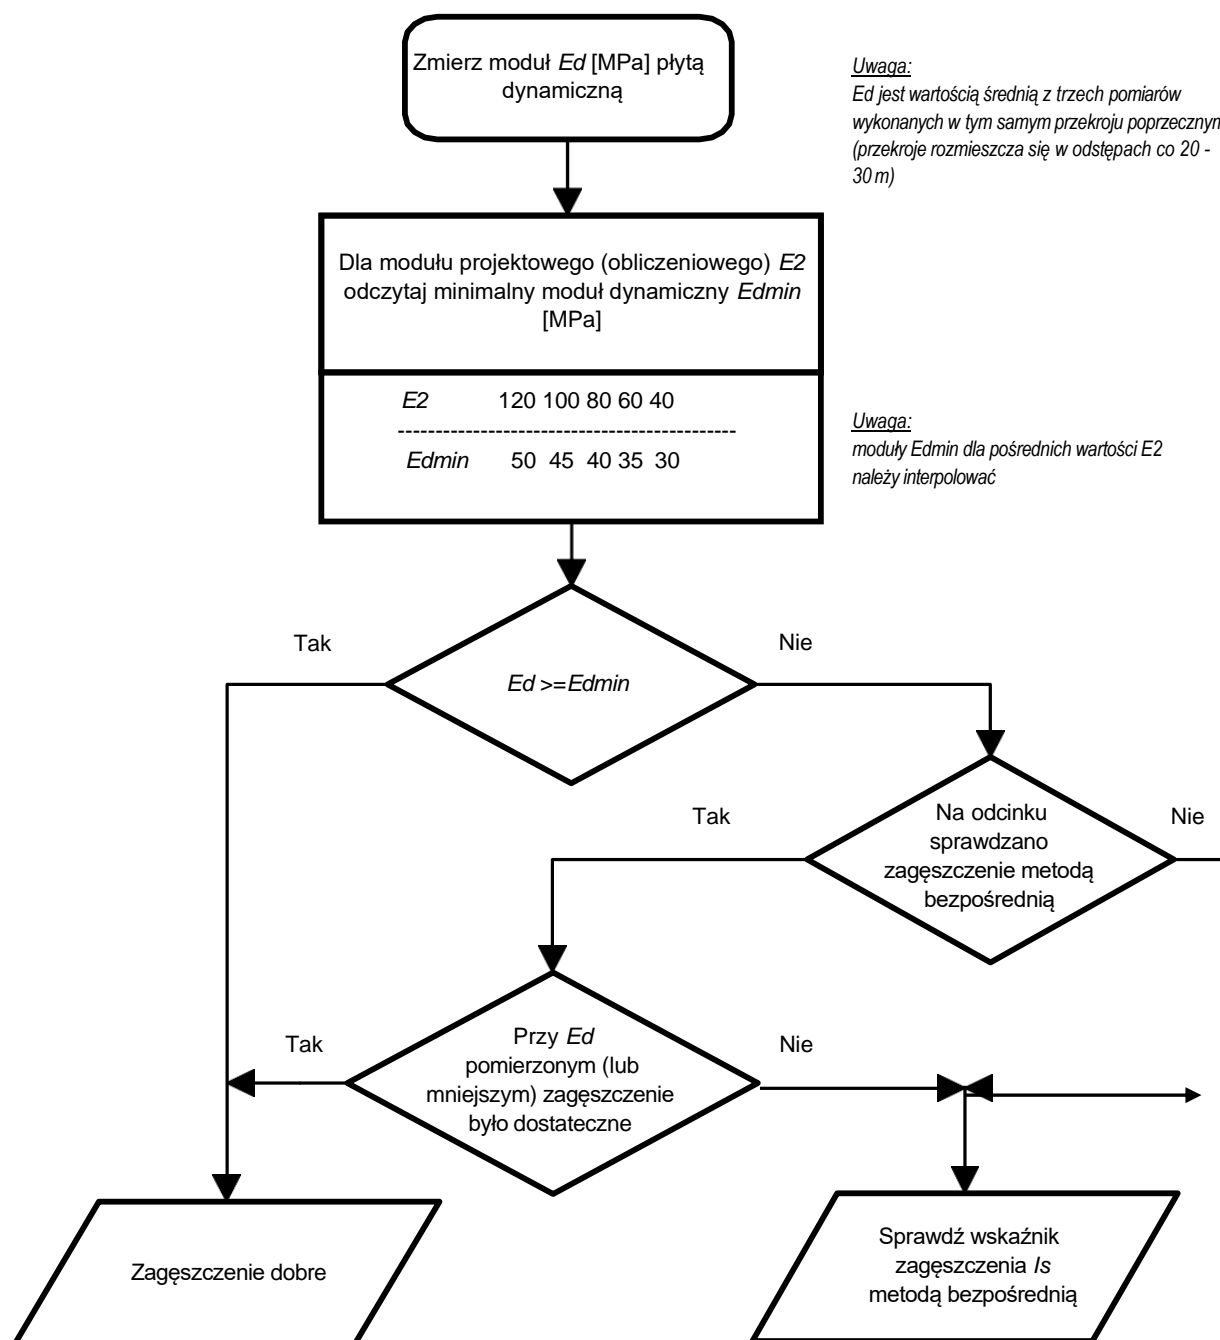 Zmierz moduł Ed [MPa] płytą
dynamiczną
Uwaga:
Ed jest wartością średnią z trzech pomiarów
wykonanych w tym samym przekroju poprzecznym
(przekroje rozmieszcza się w odstępach co 20 -
30 m)
Dla modułu projektowego (obliczeniowego) E2
odczytaj minimalny moduł dynamiczny Edmin
[MPa]
E2 120 100 80 60 40
---------------------------------------------
Edmin 50 45 40 35 30
Uwaga:
moduły Edmin dla pośrednich wartości E2
należy interpolować
Tak
Nie
Ed >=Edmin
Tak
Nie
Na odcinku
sprawdzano
zagęszczenie metodą
bezpośrednią
Tak
Nie
Przy Ed
pomierzonym (lub
mniejszym) zagęszczenie
było dostateczne
Zagęszczenie dobre
Sprawdź wskaźnik
zagęszczenia Is
metodą bezpośrednią